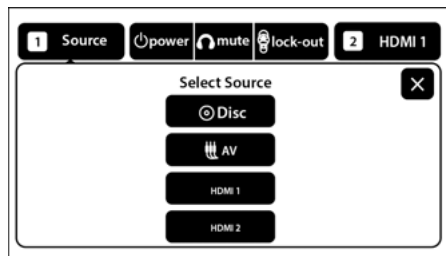 1 Source power mute lock-out 2 HDMI 1
Select Source
Disc
AV
HDMI 1
HDMI 2